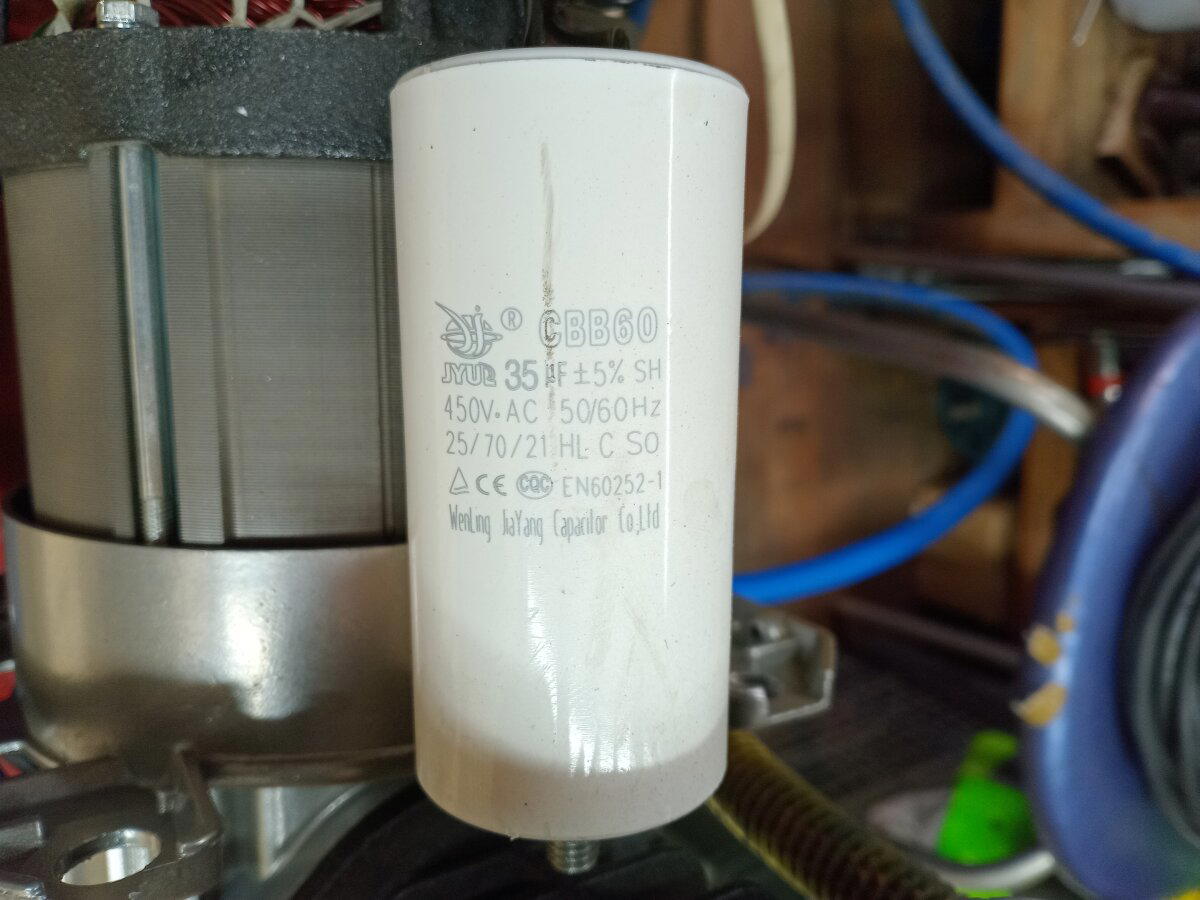 ® CBB60
JYUL 35 µF ±5% SH
450V·AC 50/60Hz
25/70/21 HL C SO
CE CQC EN60252-1
WenLing JiaYang Capacitor Co,Ltd